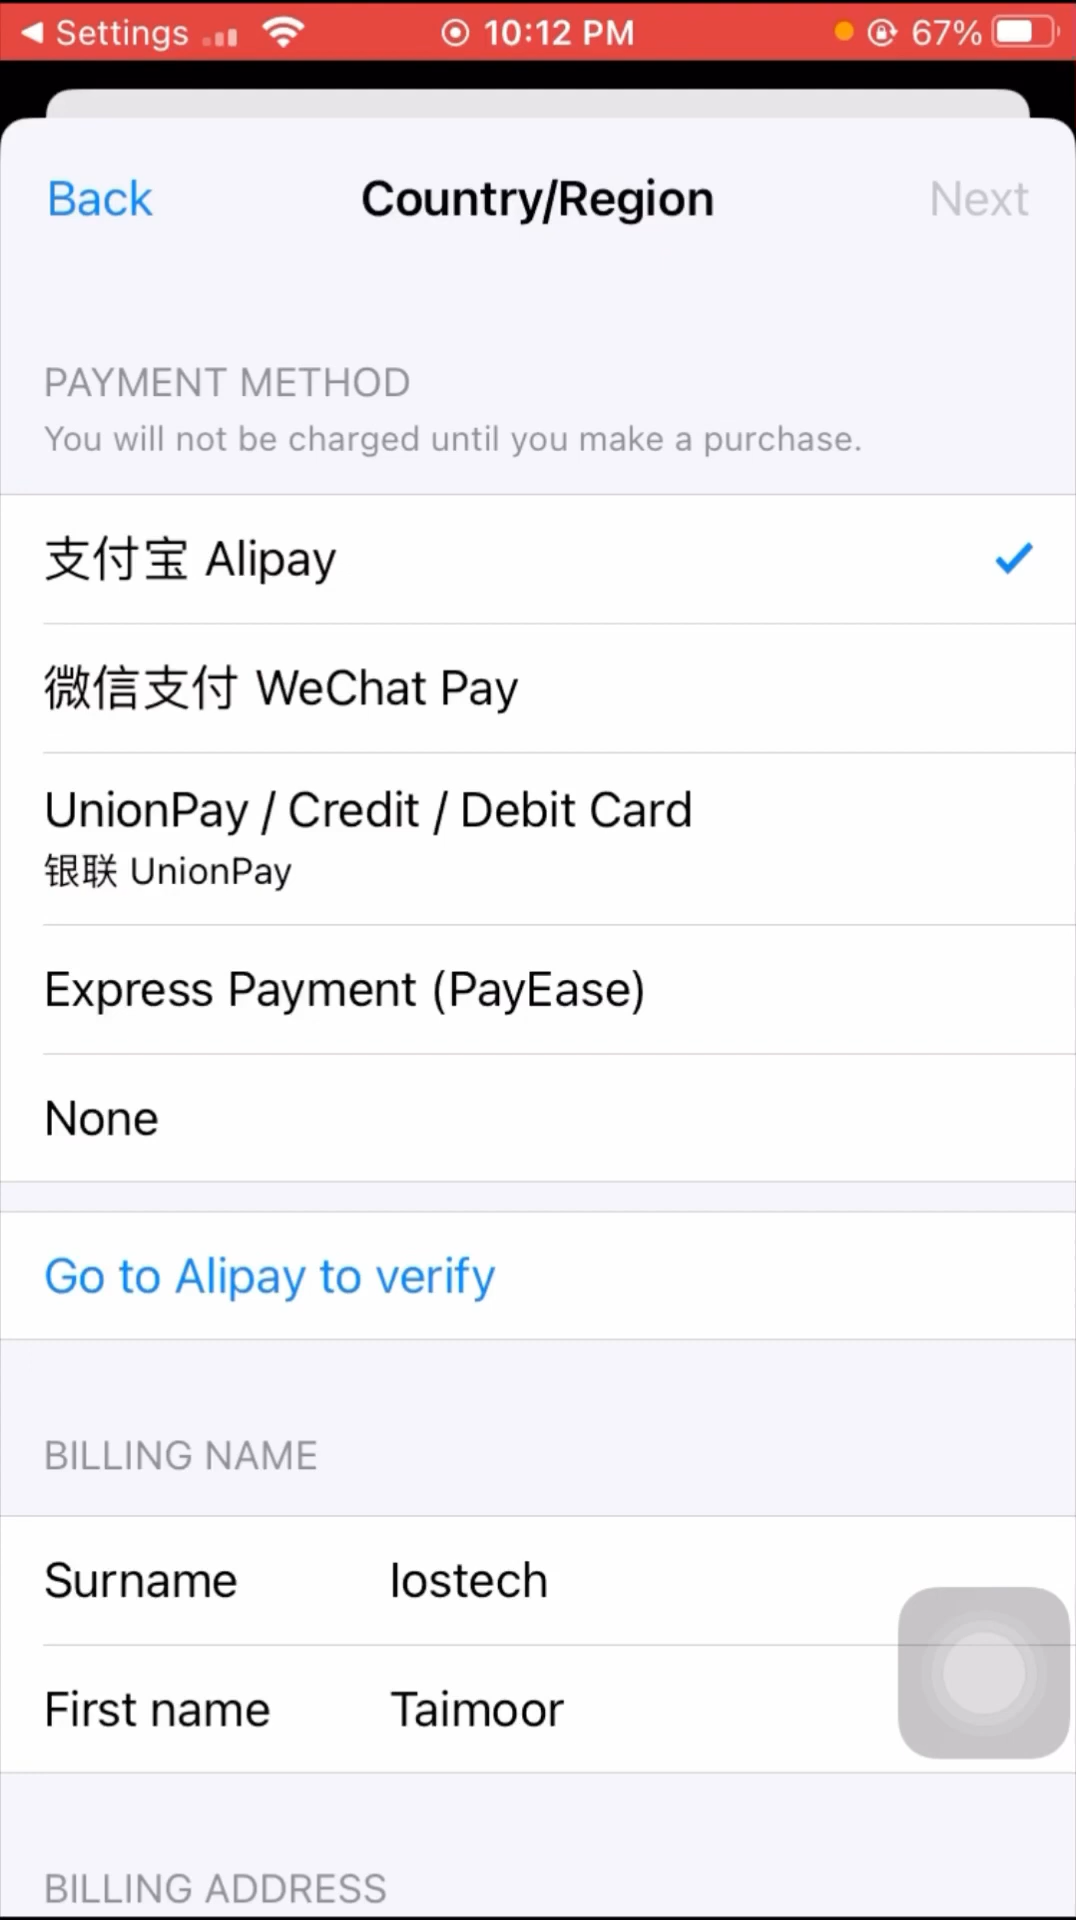 Settings 10:12 PM 67%
Back Country/Region Next
PAYMENT METHOD
You will not be charged until you make a purchase.
支付宝 Alipay
微信支付 WeChat Pay
UnionPay / Credit / Debit Card
银联 UnionPay
Express Payment (PayEase)
None
Go to Alipay to verify
BILLING NAME
Surname Iostech
First name Taimoor
BILLING ADDRESS